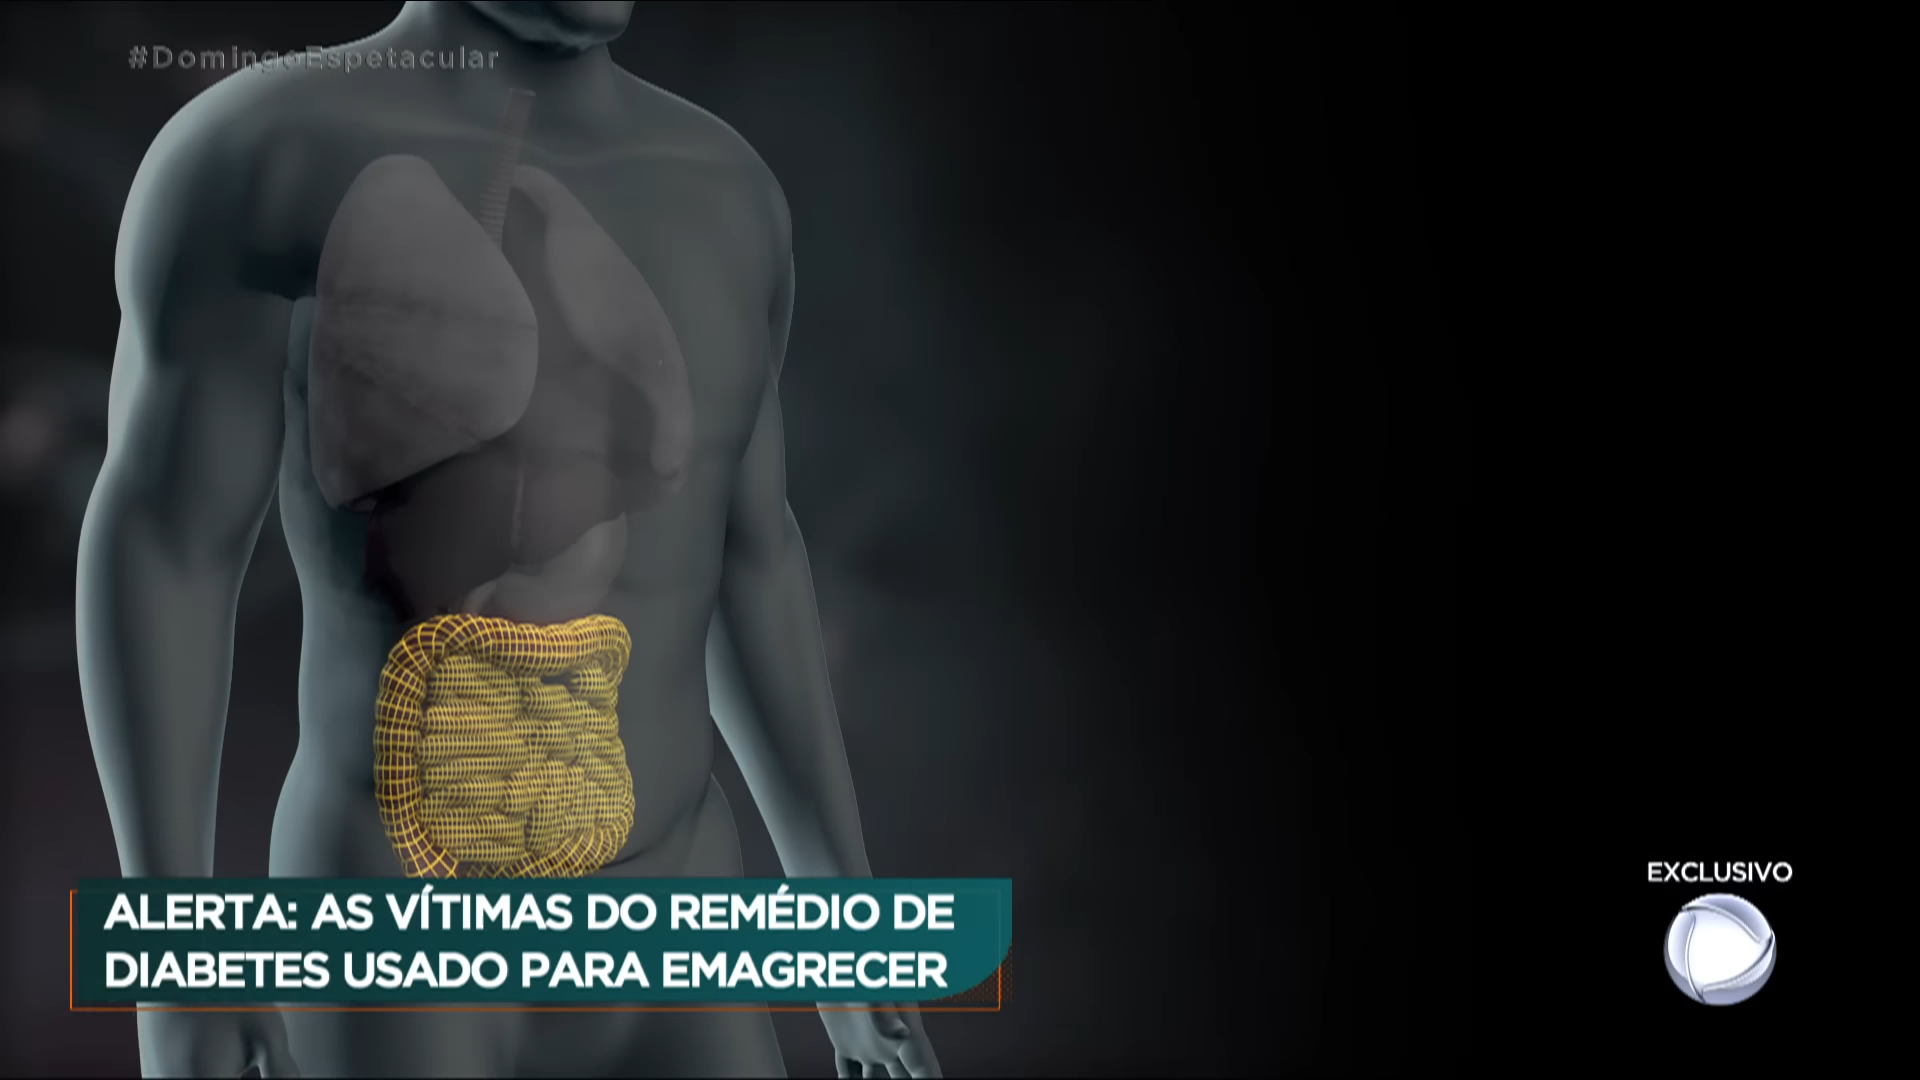 #DomingoEspetacular
ALERTA: AS VÍTIMAS DO REMÉDIO DE
DIABETES USADO PARA EMAGRECER
EXCLUSIVO